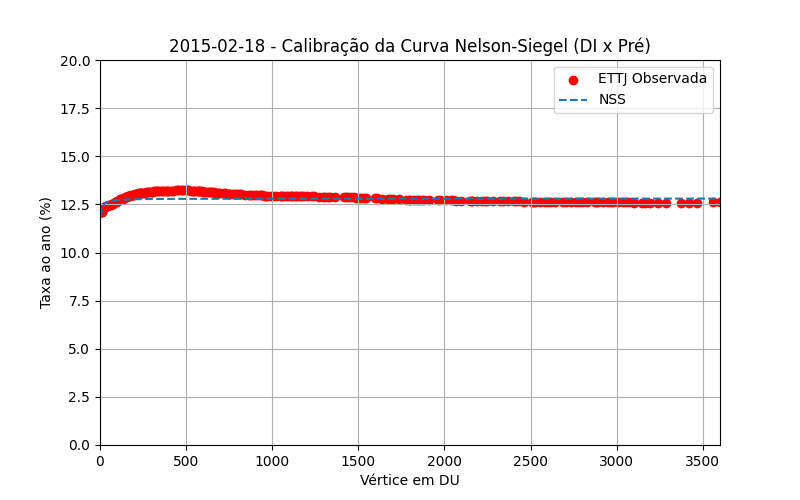 2015-02-18 - Calibração da Curva Nelson-Siegel (DI x Pré)
20.0
17.5
15.0
12.5
10.0
7.5
5.0
2.5
0.0
Taxa ao ano (%)
ETTJ Observada
NSS
0 500 1000 1500 2000 2500 3000 3500
Vértice em DU